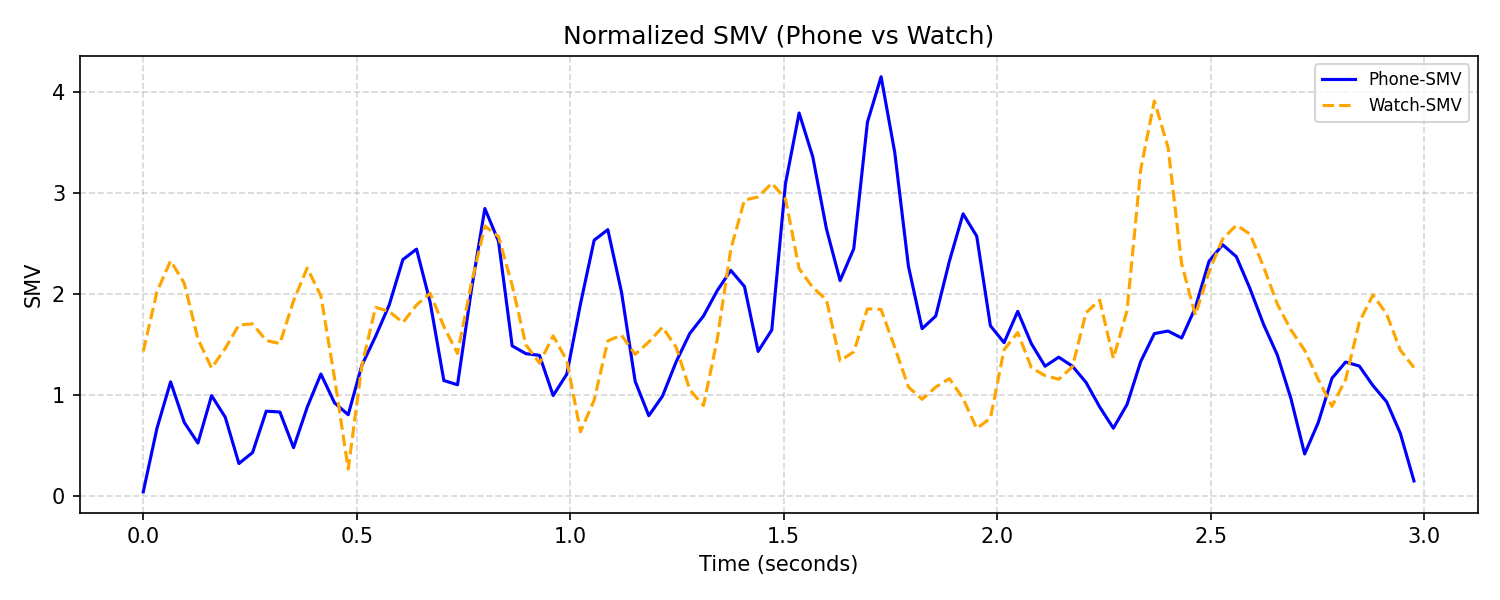 Normalized SMV (Phone vs Watch)
Phone-SMV
Watch-SMV
SMV
4
3
2
1
0
0.0 0.5 1.0 1.5 2.0 2.5 3.0
Time (seconds)